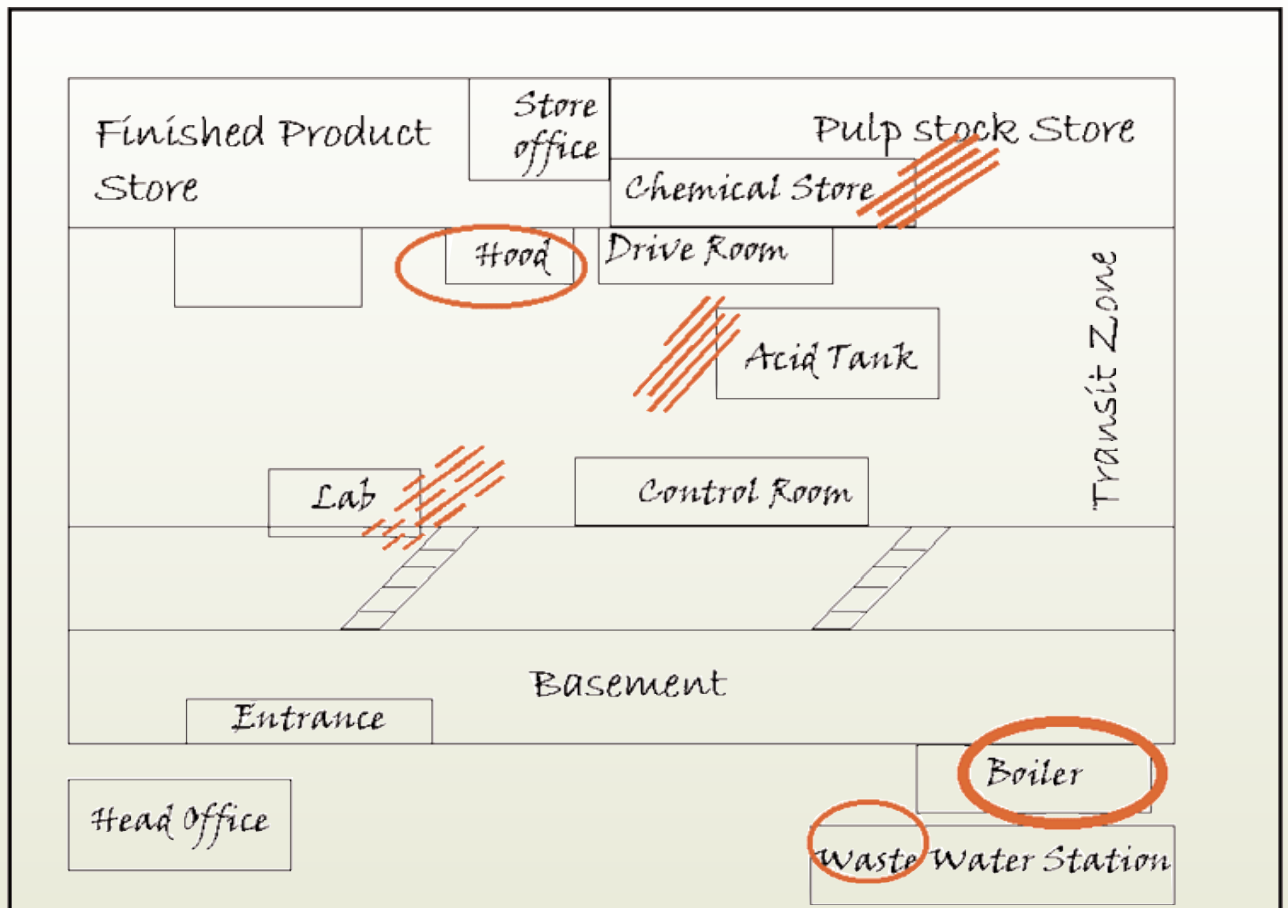 Finished Product
Store
Store
office
Pulp stock Store
Chemical Store
Hood
Drive Room
Acid Tank
Transit Zone
Lab
Control Room
Basement
Entrance
Boiler
Head Office
Waste Water Station